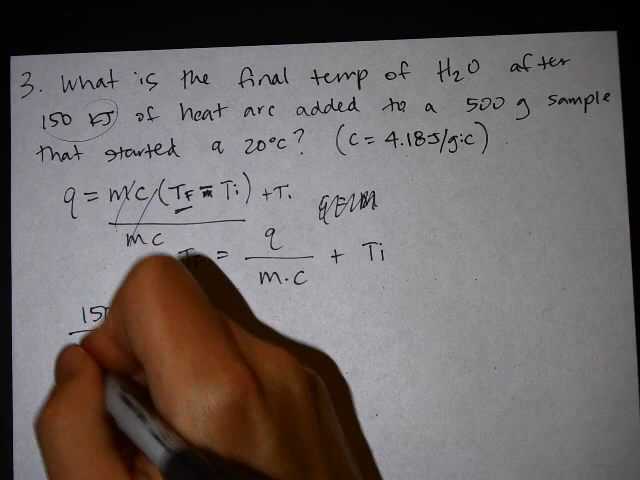 3. What is the final temp of H₂O after
150 kJ of heat are added to a 500 g sample
that started a 20°C? (C = 4.18J/g·c)
q = mc(TF - Ti) + Ti
mc
TF = q / m·c + Ti